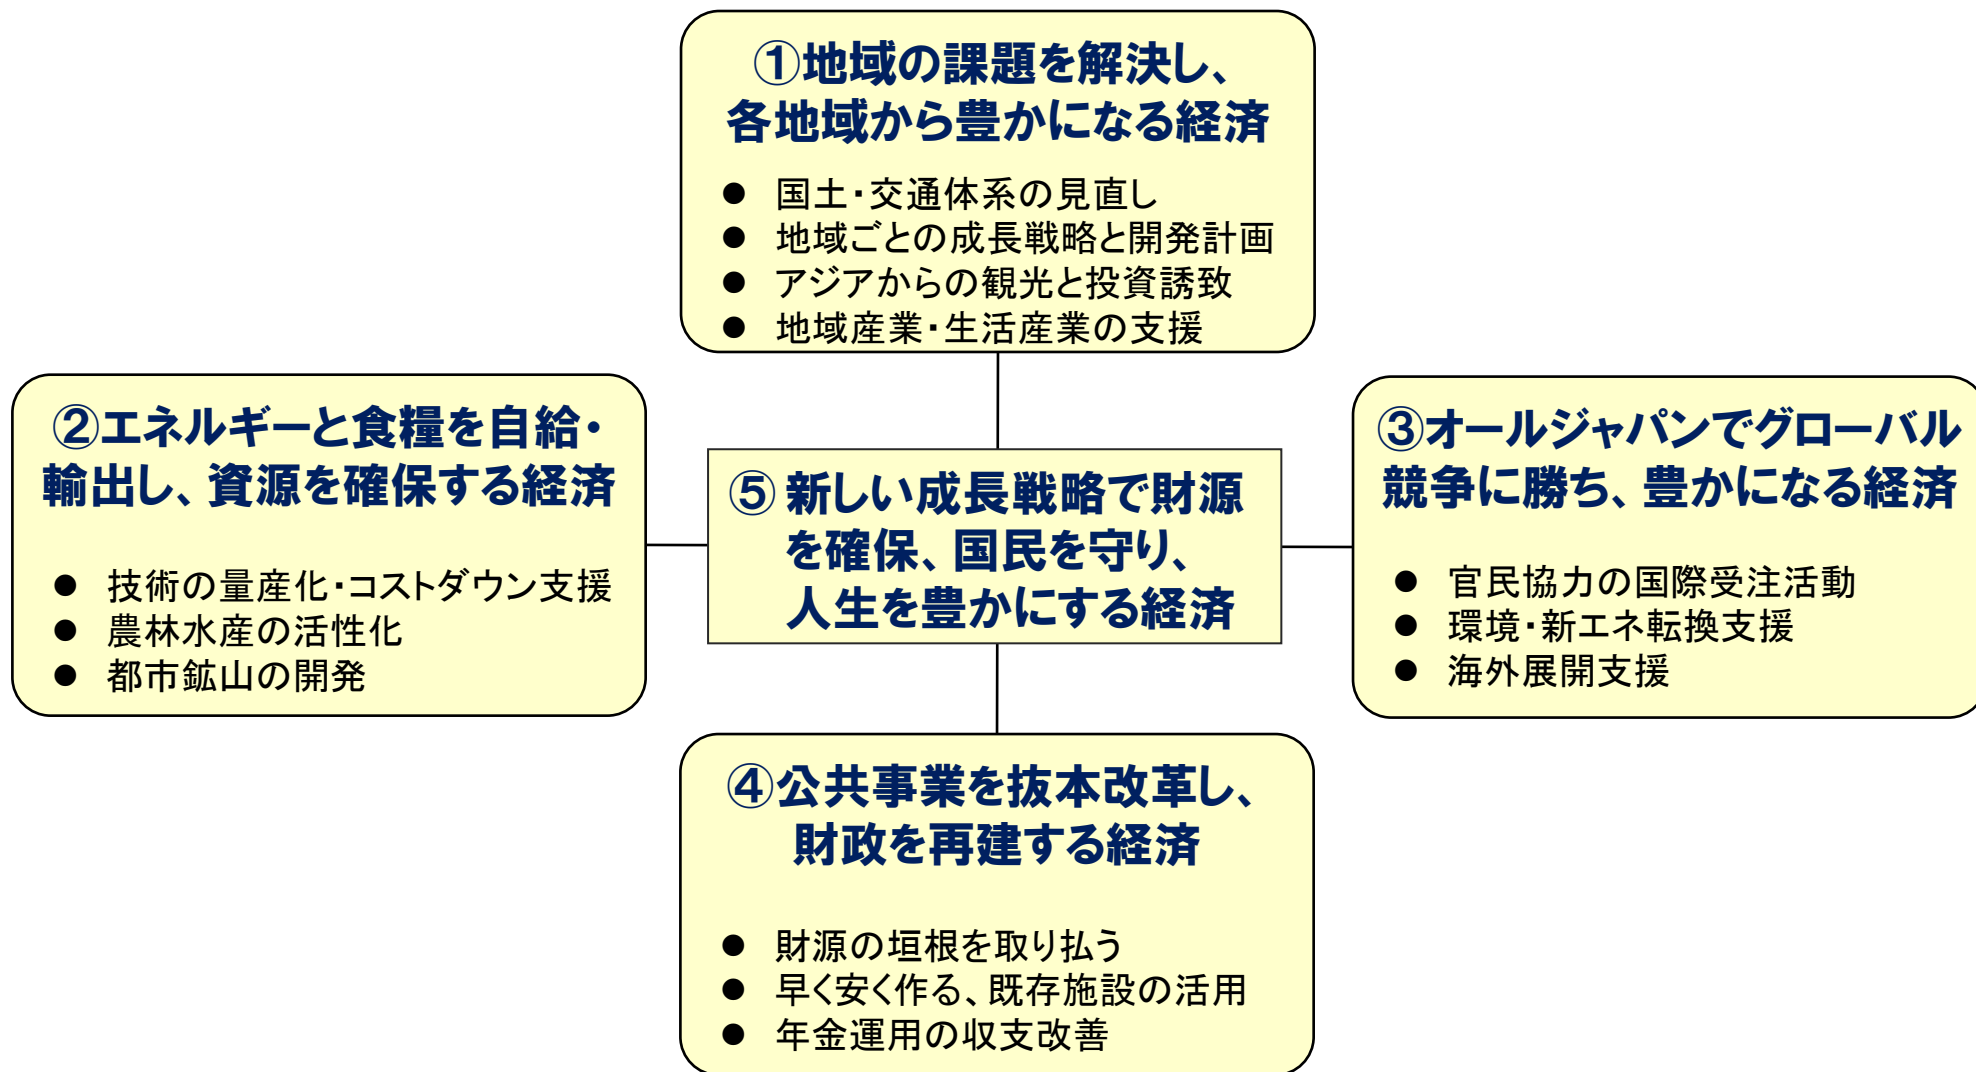 ①地域の課題を解決し、
各地域から豊かになる経済
● 国土・交通体系の見直し
● 地域ごとの成長戦略と開発計画
● アジアからの観光と投資誘致
● 地域産業・生活産業の支援
②エネルギーと食糧を自給・
輸出し、資源を確保する経済
● 技術の量産化・コストダウン支援
● 農林水産の活性化
● 都市鉱山の開発
⑤ 新しい成長戦略で財源
を確保、国民を守り、
人生を豊かにする経済
③オールジャパンでグローバル
競争に勝ち、豊かになる経済
● 官民協力の国際受注活動
● 環境・新エネ転換支援
● 海外展開支援
④公共事業を抜本改革し、
財政を再建する経済
● 財源の垣根を取り払う
● 早く安く作る、既存施設の活用
● 年金運用の収支改善